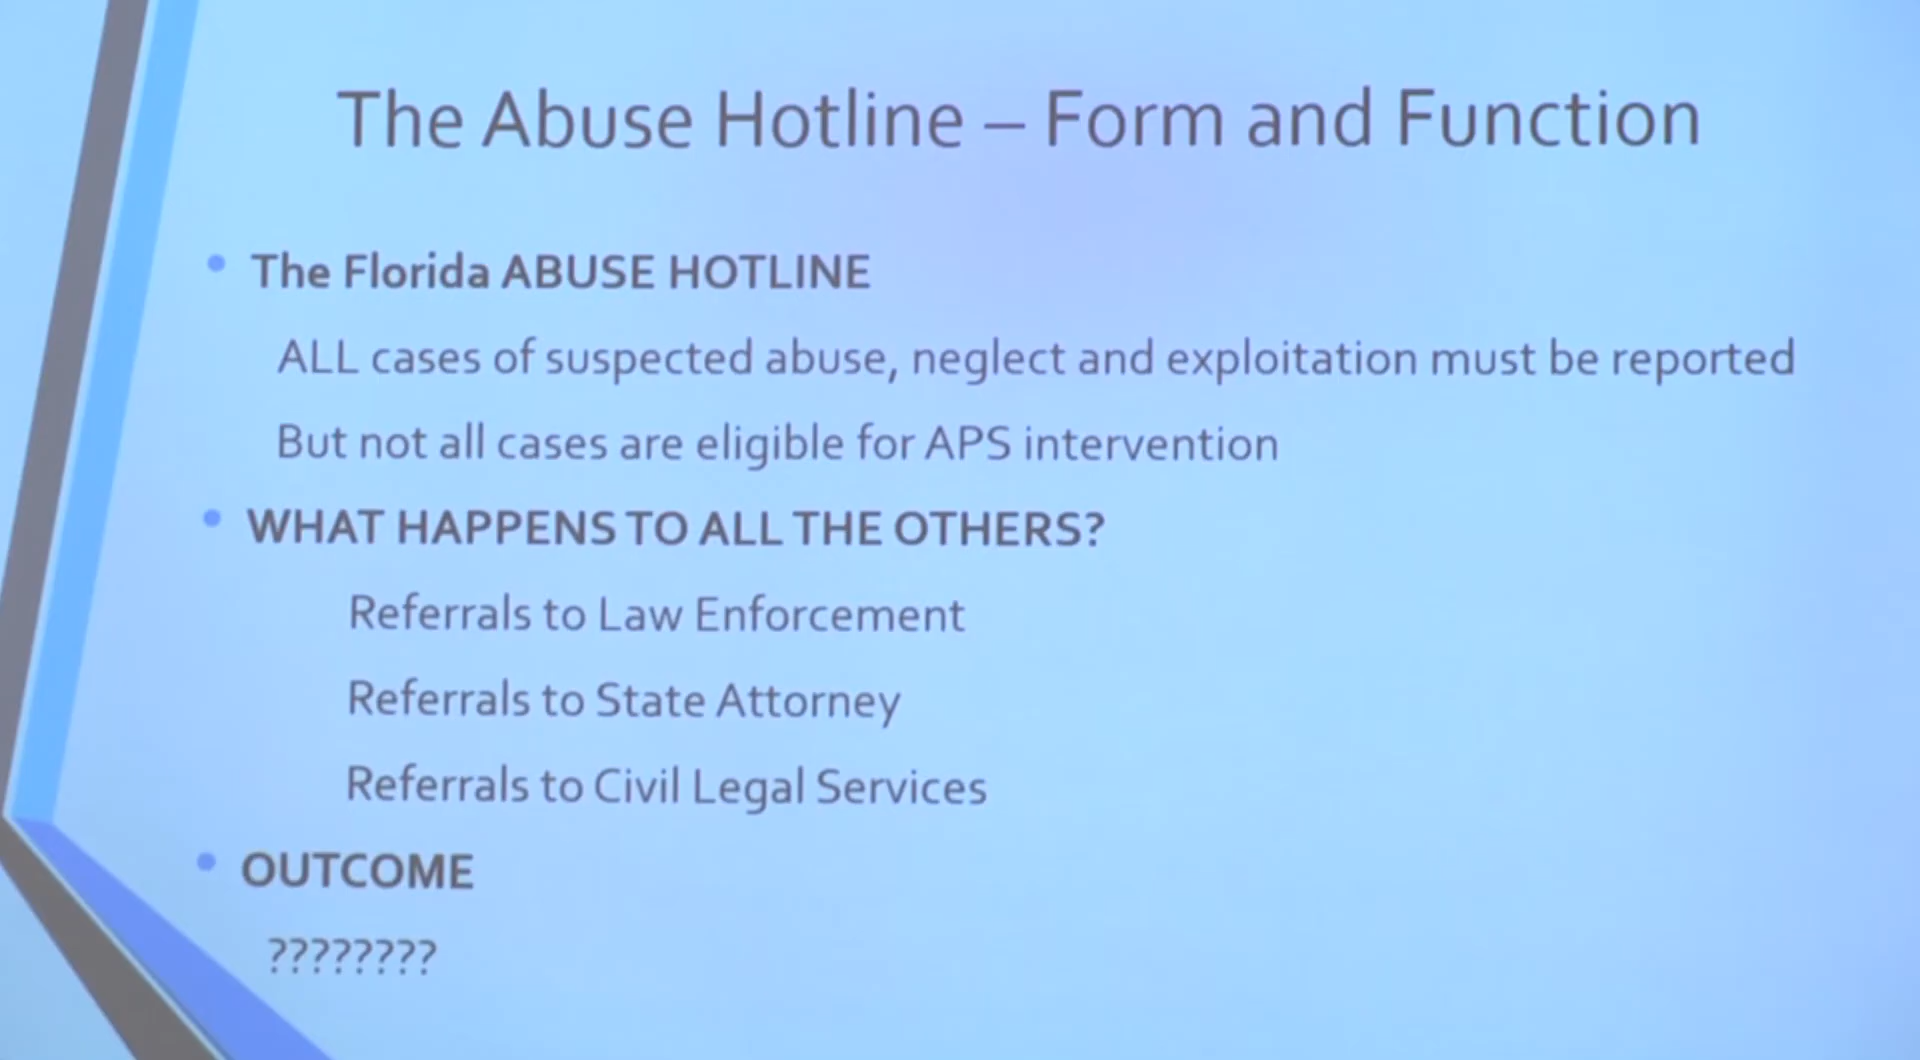 The Abuse Hotline – Form and Function
• The Florida ABUSE HOTLINE
ALL cases of suspected abuse, neglect and exploitation must be reported
But not all cases are eligible for APS intervention
• WHAT HAPPENS TO ALL THE OTHERS?
Referrals to Law Enforcement
Referrals to State Attorney
Referrals to Civil Legal Services
• OUTCOME
????????